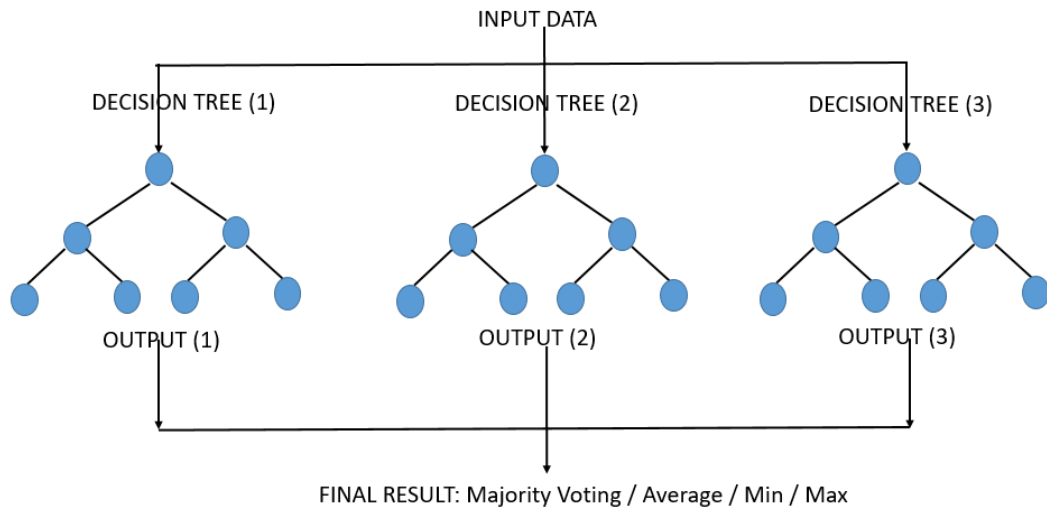 INPUT DATA
DECISION TREE (1)
DECISION TREE (2)
DECISION TREE (3)
OUTPUT (1)
OUTPUT (2)
OUTPUT (3)
FINAL RESULT: Majority Voting / Average / Min / Max